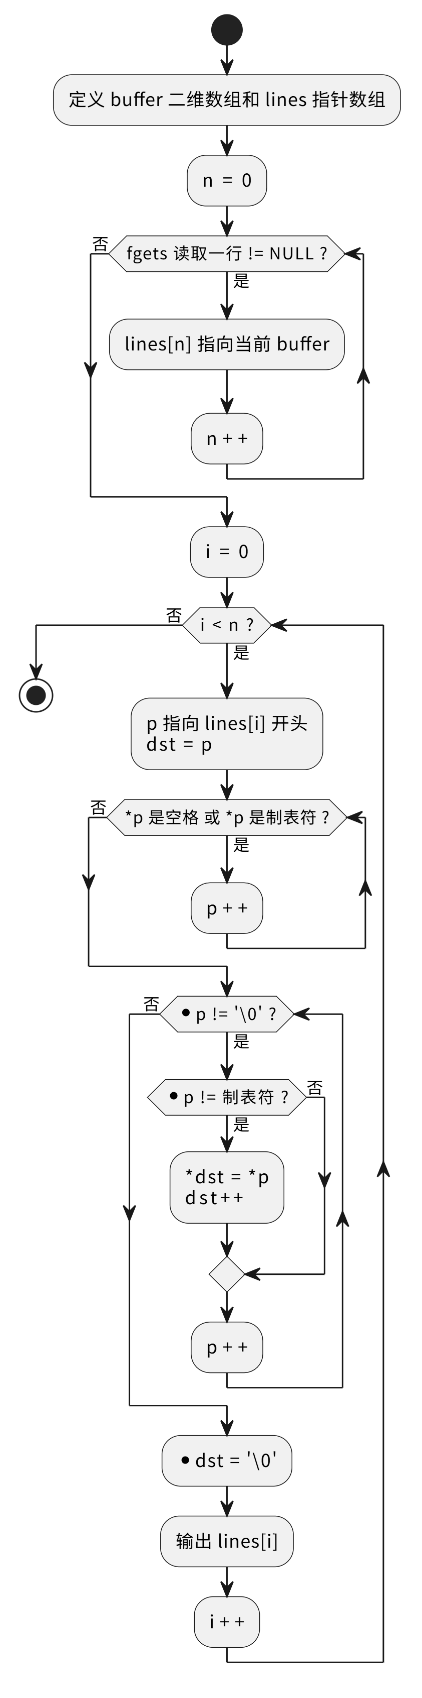 定义 buffer 二维数组和 lines 指针数组
n = 0
fgets 读取一行 != NULL ?
否
是
lines[n] 指向当前 buffer
n++
i = 0
i < n ?
否
是
p 指向 lines[i] 开头
dst = p
*p 是空格 或 *p 是制表符 ?
否
是
p++
● p != '\0' ?
否
是
● p != 制表符 ?
否
是
*dst = *p
dst++
p++
● dst = '\0'
输出 lines[i]
i++